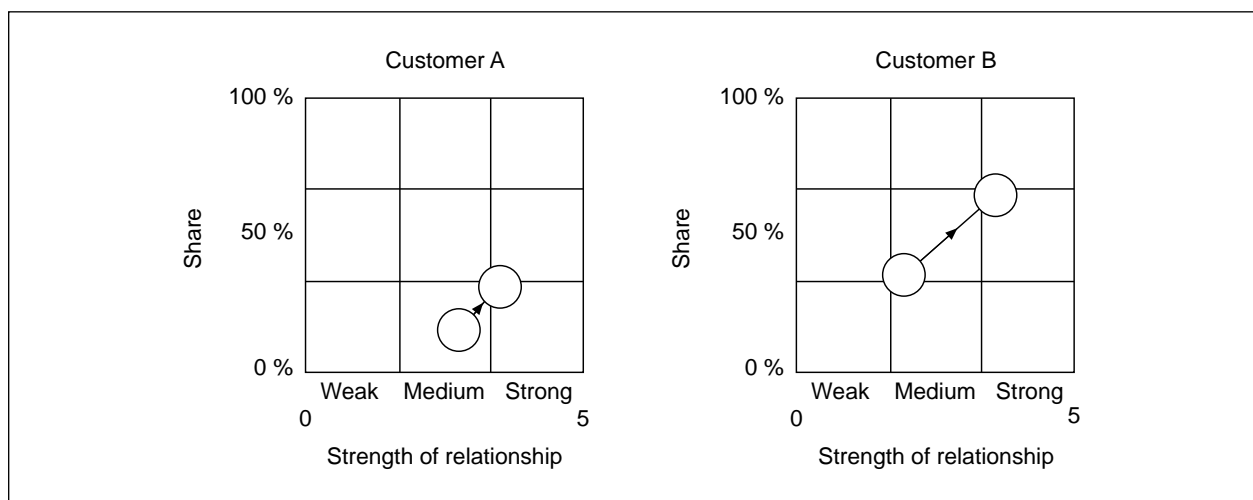 Customer A
100 %
50 %
0 %
Share
Weak Medium Strong
0 5
Strength of relationship
Customer B
100 %
50 %
0 %
Share
Weak Medium Strong
0 5
Strength of relationship